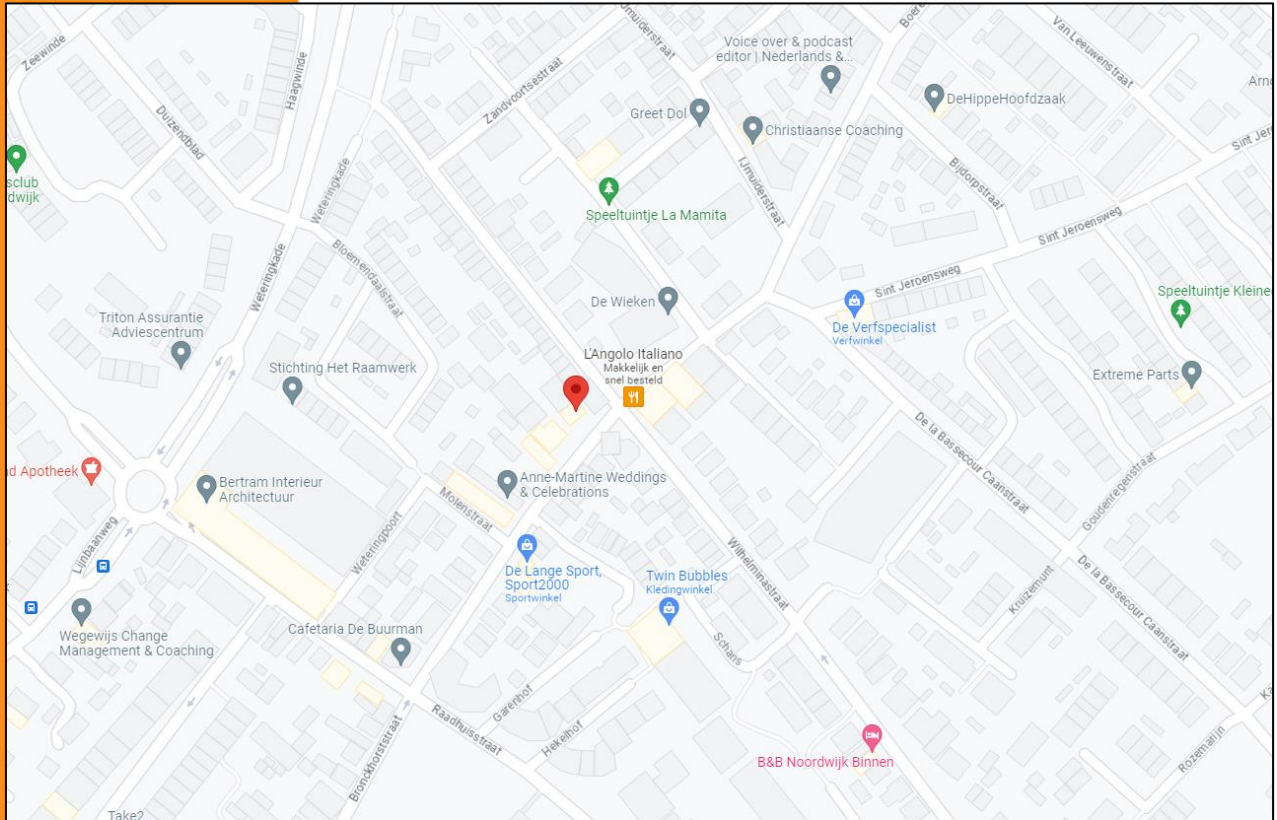 Zeewinde
Haagwinde
Duizendblad
IJmuiderstraat
Zandvoortsestraat
Voice over & podcast
editor | Nederlands &...
Van Leeuwenstraat
Greet Dol
DeHippeHoofdzaak
Christiaanse Coaching
IJmuiderstraat
Bijdorpstraat
Weteringkade
Speeltuintje La Mamita
Sint Jeroensweg
Bloemendaalstraat
Weteringkade
De Wieken
Sint Jeroensweg
Speeltuintje Kleine
Triton Assurantie
Adviescentrum
De Verfspecialist
Verfwinkel
L'Angolo Italiano
Makkelijk en
snel besteld
Stichting Het Raamwerk
Extreme Parts
De la Bassecour Caanstraat
Goudenregenstraat
Apotheek
Bertram Interieur
Architectuur
Anne-Martine Weddings
& Celebrations
Molenstraat
Weteringpoort
Lijnbaanweg
De Lange Sport,
Sport2000
Sportwinkel
Twin Bubbles
Kledingwinkel
Wilhelminastraat
Kruizemunt
De la Bassecour Caanstraat
Wegewijs Change
Management & Coaching
Cafetaria De Buurman
Schans
Garenhof
Hekelhof
Raadhuisstraat
Bronckhorststraat
B&B Noordwijk Binnen
Rozemarijn
Take2